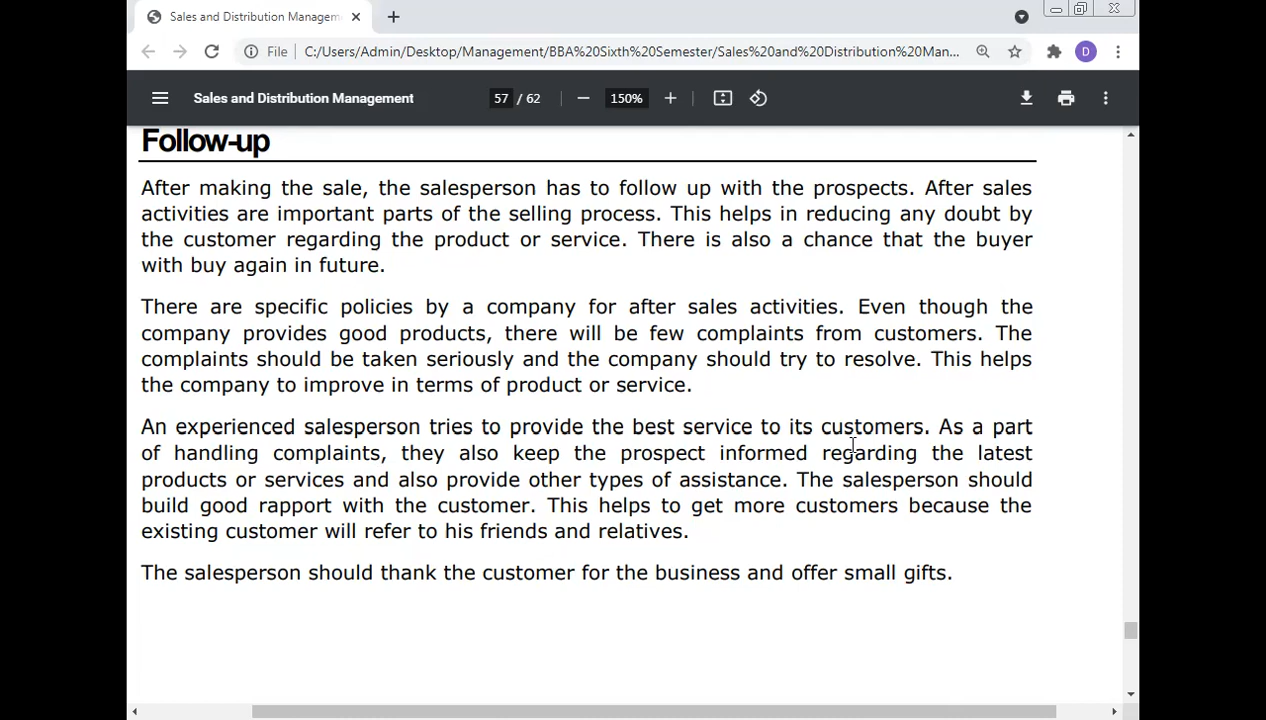 Sales and Distribution Managem
File C:/Users/Admin/Desktop/Management/BBA%20Sixth%20Semester/Sales%20and%20Distribution%20Man...
D
Sales and Distribution Management 57 / 62 150%
Follow-up
After making the sale, the salesperson has to follow up with the prospects. After sales
activities are important parts of the selling process. This helps in reducing any doubt by
the customer regarding the product or service. There is also a chance that the buyer
with buy again in future.
There are specific policies by a company for after sales activities. Even though the
company provides good products, there will be few complaints from customers. The
complaints should be taken seriously and the company should try to resolve. This helps
the company to improve in terms of product or service.
An experienced salesperson tries to provide the best service to its customers. As a part
of handling complaints, they also keep the prospect informed regarding the latest
products or services and also provide other types of assistance. The salesperson should
build good rapport with the customer. This helps to get more customers because the
existing customer will refer to his friends and relatives.
The salesperson should thank the customer for the business and offer small gifts.